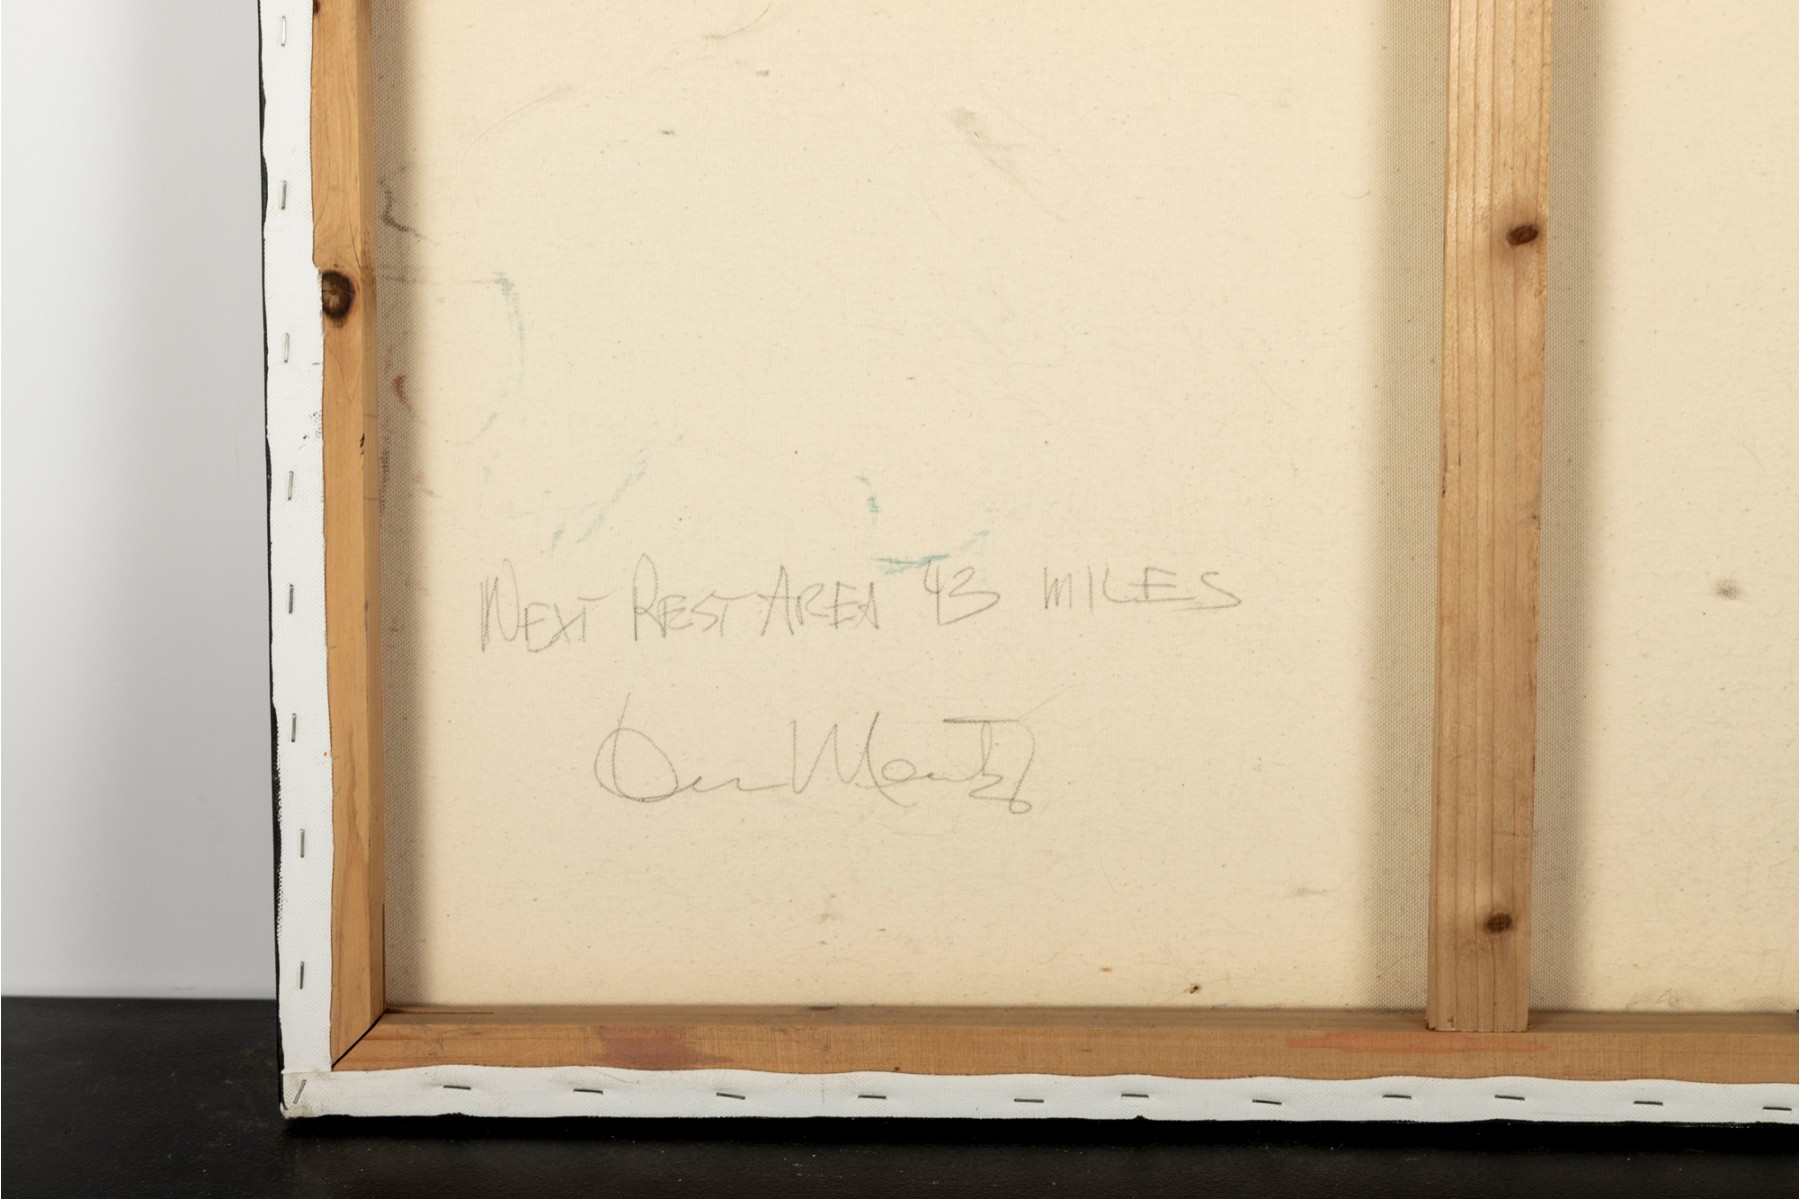 NEXT REST AREA 43 MILES